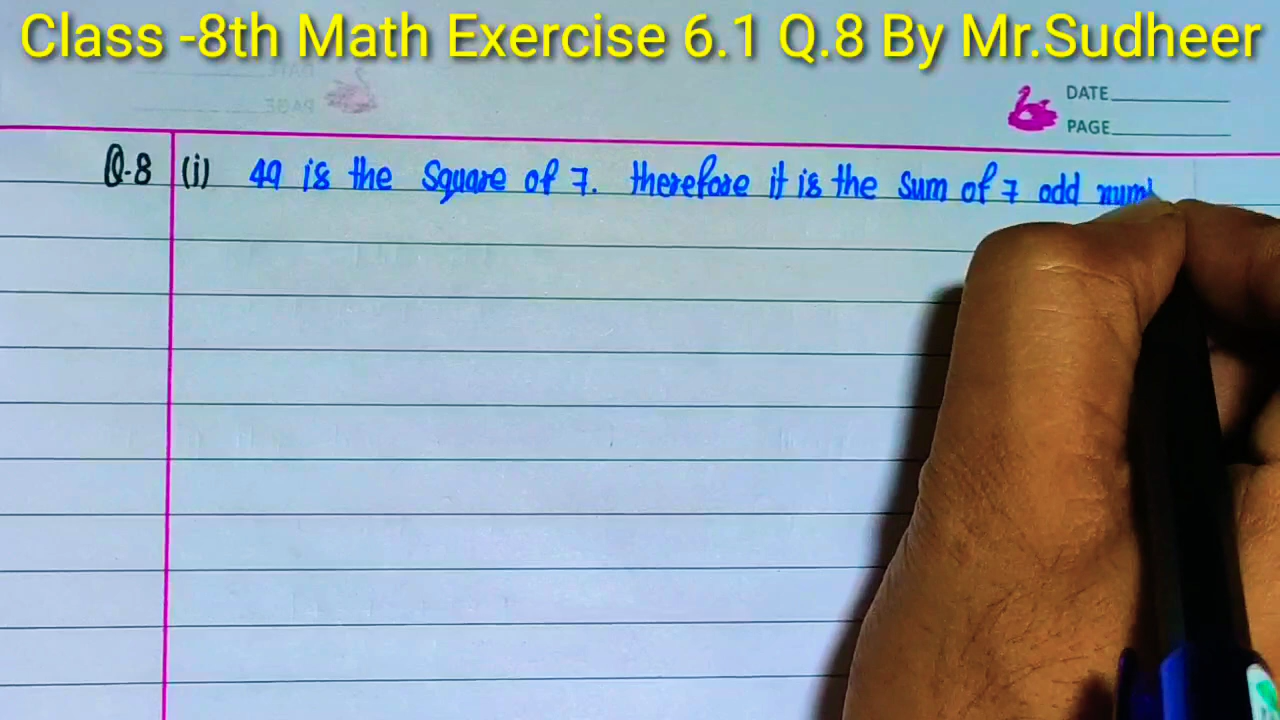 Class -8th Math Exercise 6.1 Q.8 By Mr.Sudheer
DATE
PAGE
Q.8 (i) 49 is the square of 7. therefore it is the sum of 7 odd num